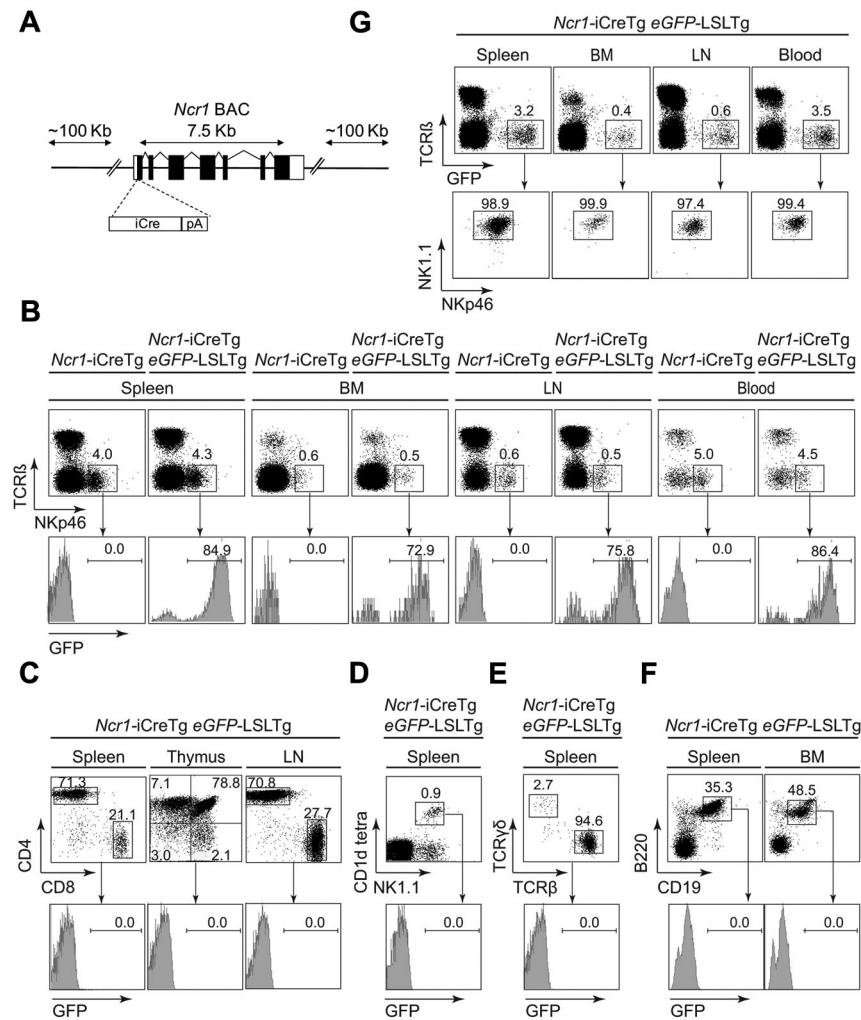 A
Ncr1 BAC
~100 Kb 7.5 Kb ~100 Kb
iCre pA
G
Ncr1-iCreTg eGFP-LSLTg
Spleen BM LN Blood
3.2 0.4 0.6 3.5
TCRß
GFP
98.9 99.9 97.4 99.4
NK1.1
NKp46
B
Ncr1-iCreTg Ncr1-iCreTg eGFP-LSLTg Ncr1-iCreTg Ncr1-iCreTg eGFP-LSLTg Ncr1-iCreTg Ncr1-iCreTg eGFP-LSLTg Ncr1-iCreTg Ncr1-iCreTg eGFP-LSLTg
Spleen BM LN Blood
4.0 4.3 0.6 0.5 0.6 0.5 5.0 4.5
TCRß
NKp46
0.0 84.9 0.0 72.9 0.0 75.8 0.0 86.4
GFP
C
Ncr1-iCreTg eGFP-LSLTg
Spleen Thymus LN
71.3 7.1 78.8 70.8
21.1 27.7
3.0 2.1
CD4
CD8
0.0 0.0 0.0
GFP
D
Ncr1-iCreTg
eGFP-LSLTg
Spleen
0.9
CD1d tetra
NK1.1
0.0
GFP
E
Ncr1-iCreTg
eGFP-LSLTg
Spleen
2.7
94.6
TCRγδ
TCRβ
0.0
GFP
F
Ncr1-iCreTg eGFP-LSLTg
Spleen BM
35.3 48.5
B220
CD19
0.0 0.0
GFP